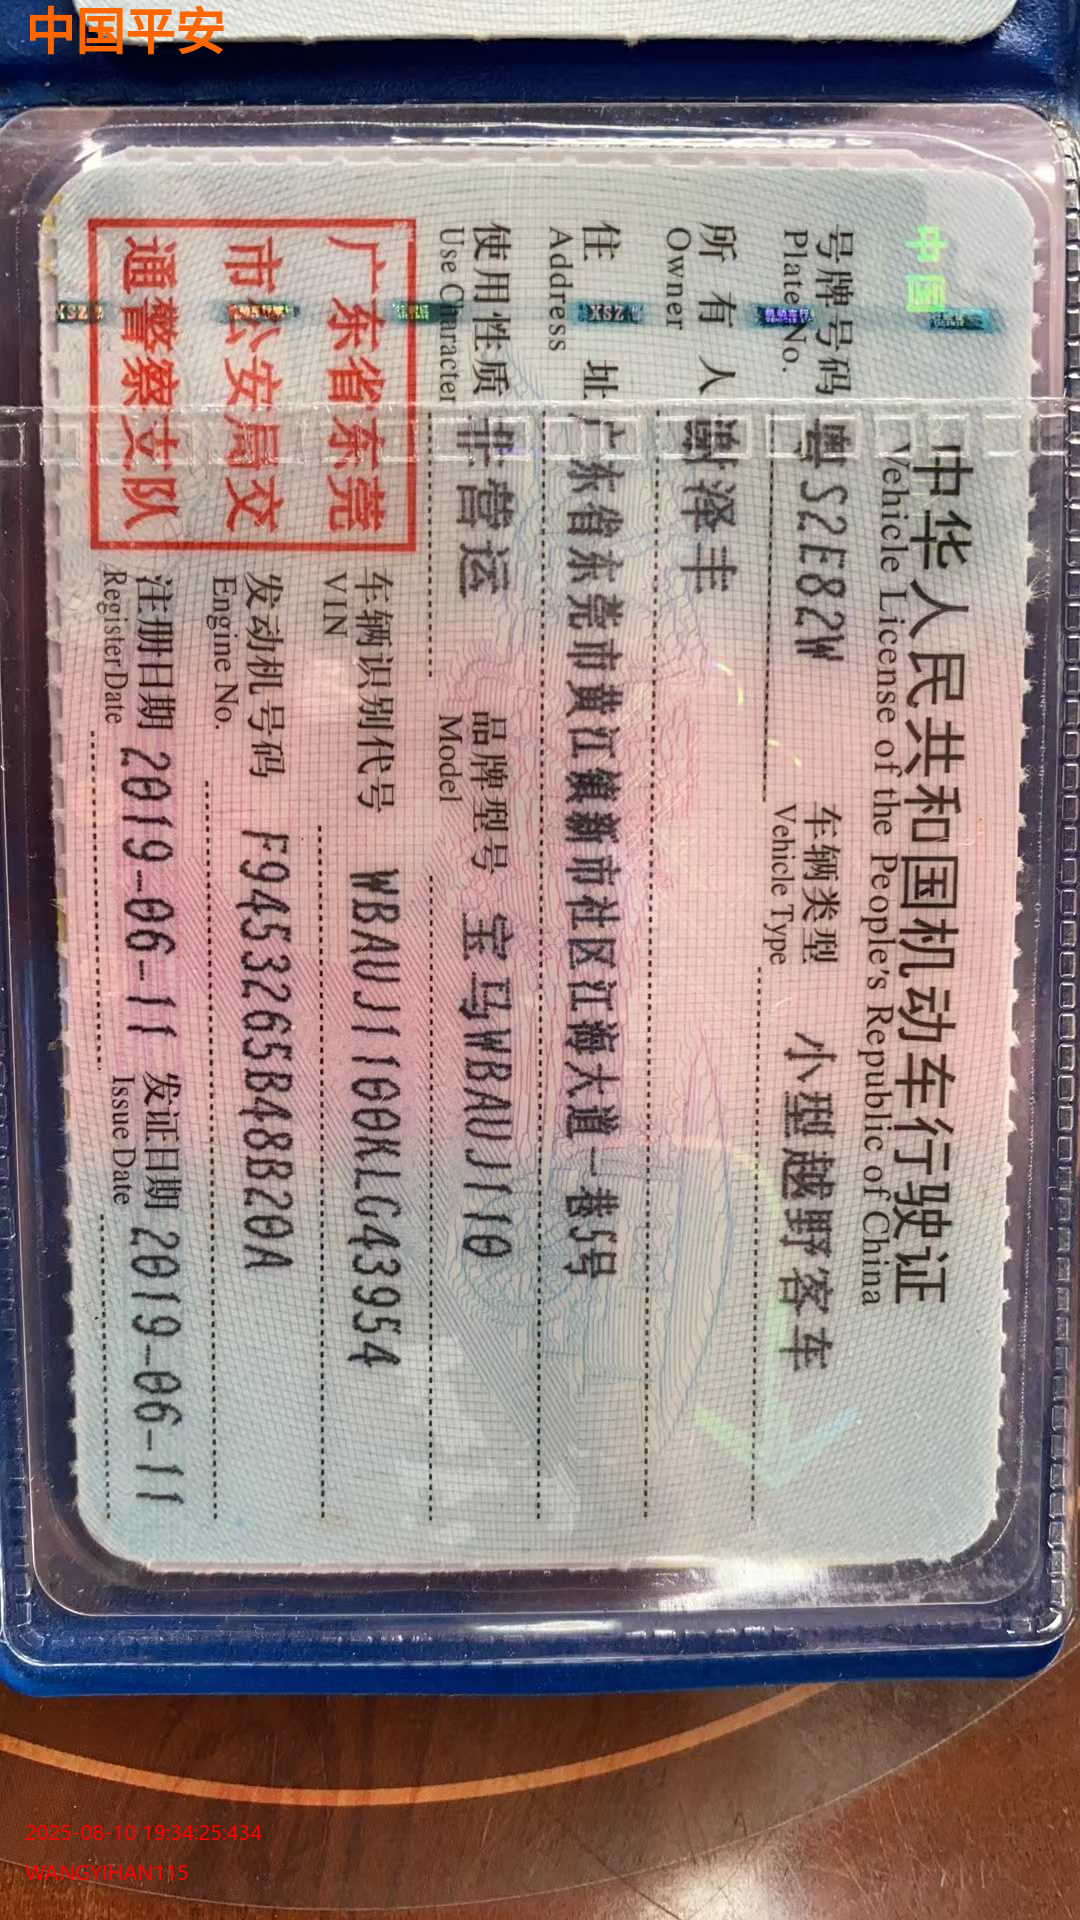 中国平安
中国
中华人民共和国机动车行驶证
Vehicle License of the People's Republic of China
号牌号码 粤S2E82W 车辆类型 小型越野客车
Plate No. Vehicle Type
所有人 谢泽丰
Owner
住址 广东省东莞市黄江镇新市社区江海大道一巷5号
Address
使用性质 非营运 品牌型号 宝马WBAUJ110
Use Character Model
广东省东莞
市公安局交
通警察支队
车辆识别代号 WBAUJ1100KLG43954
VIN
发动机号码 F9453265B48B20A
Engine No.
注册日期 2019-06-11 发证日期 2019-06-11
Register Date Issue Date
2025-08-10 19:34:25:434
WANGYIHAN115